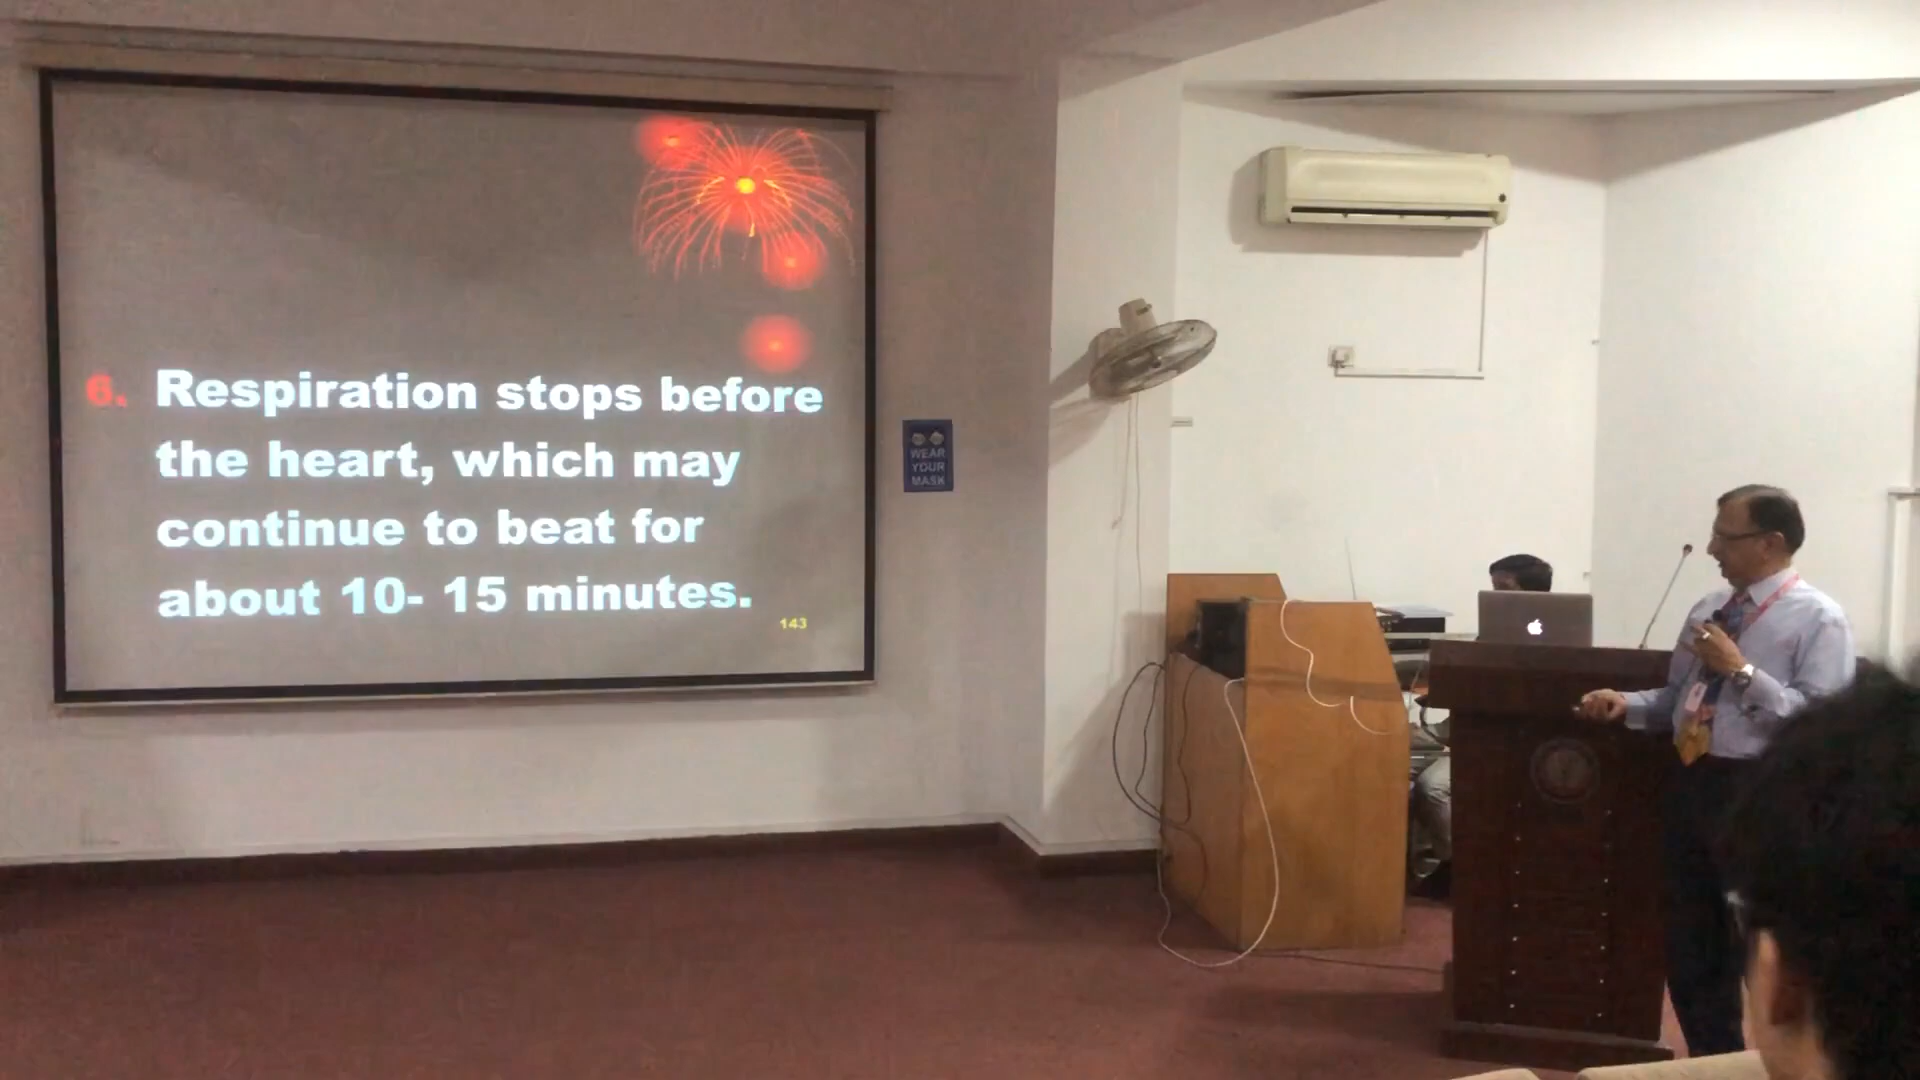 6. Respiration stops before
the heart, which may
continue to beat for
about 10- 15 minutes.
143
WEAR
YOUR
MASK